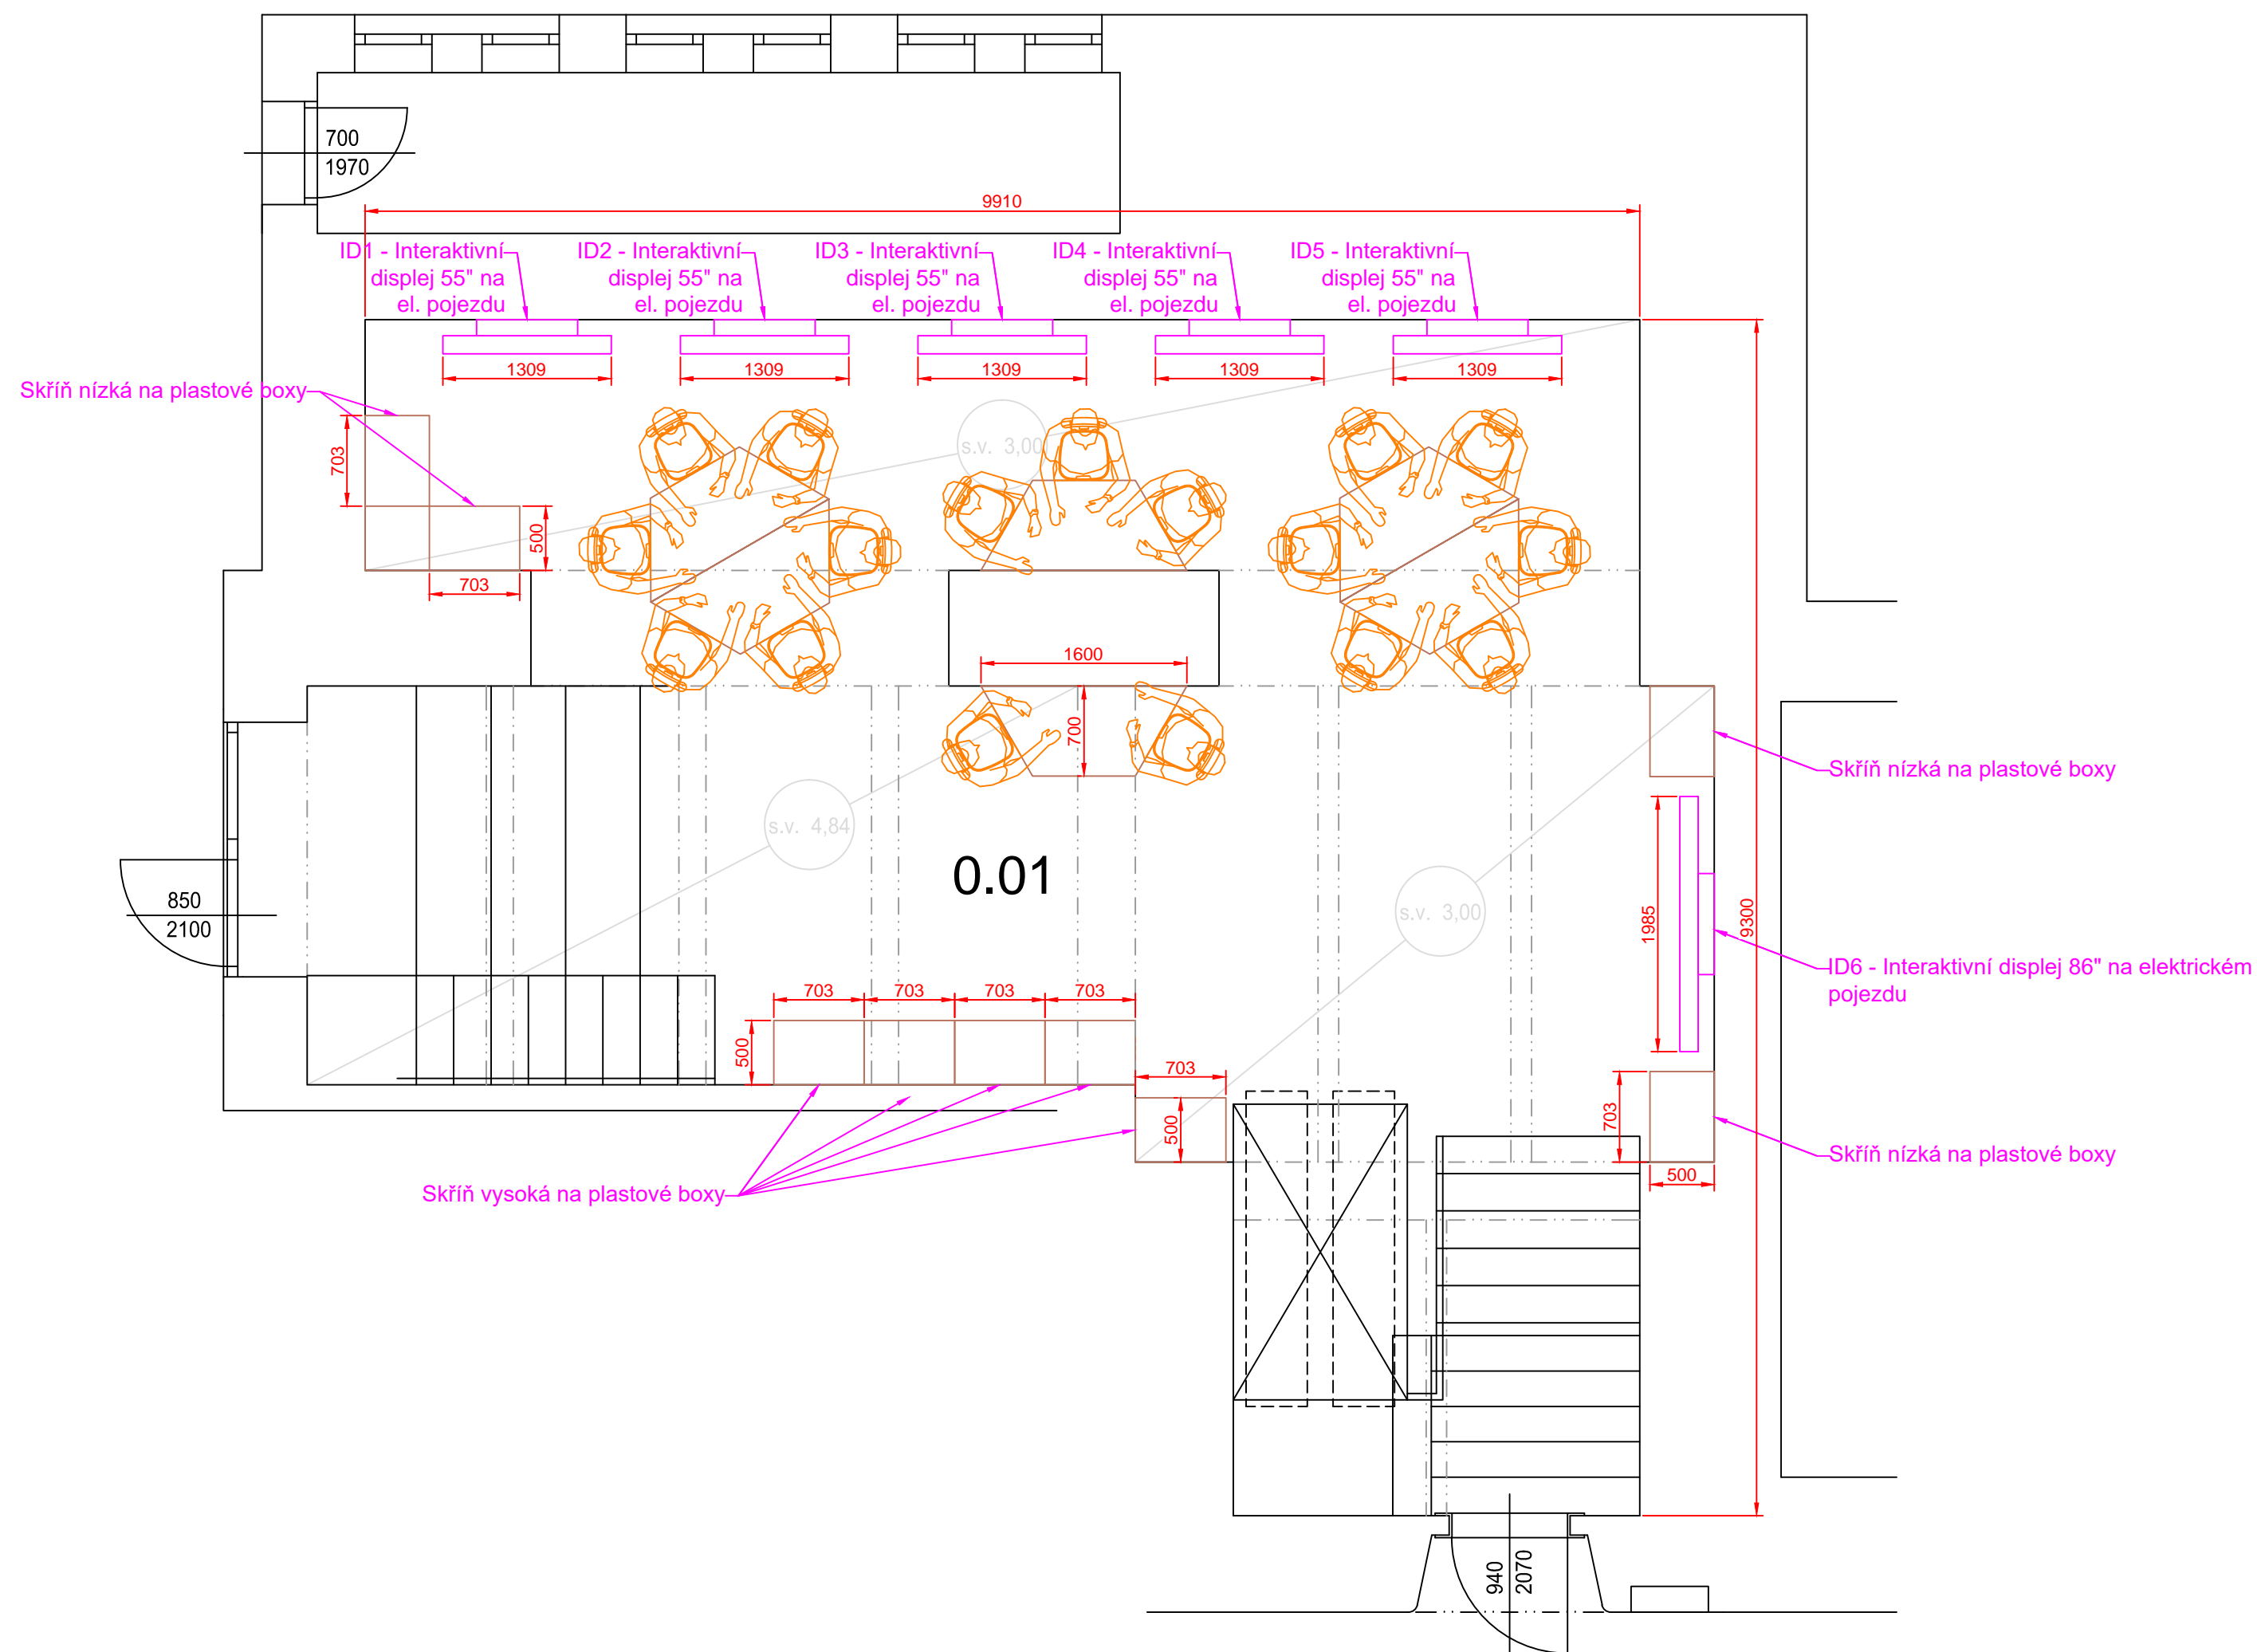 700
1970
9910
ID1 - Interaktivní
displej 55" na
el. pojezdu
ID2 - Interaktivní
displej 55" na
el. pojezdu
ID3 - Interaktivní
displej 55" na
el. pojezdu
ID4 - Interaktivní
displej 55" na
el. pojezdu
ID5 - Interaktivní
displej 55" na
el. pojezdu
1309
1309
1309
1309
1309
Skříň nízká na plastové boxy
703
500
703
s.v. 3,00
1600
700
Skříň nízká na plastové boxy
s.v. 4,84
0.01
850
2100
s.v. 3,00
1985
9300
ID6 - Interaktivní displej 86" na elektrickém
pojezdu
703
703
703
703
500
703
500
703
500
Skříň nízká na plastové boxy
Skříň vysoká na plastové boxy
940
2070